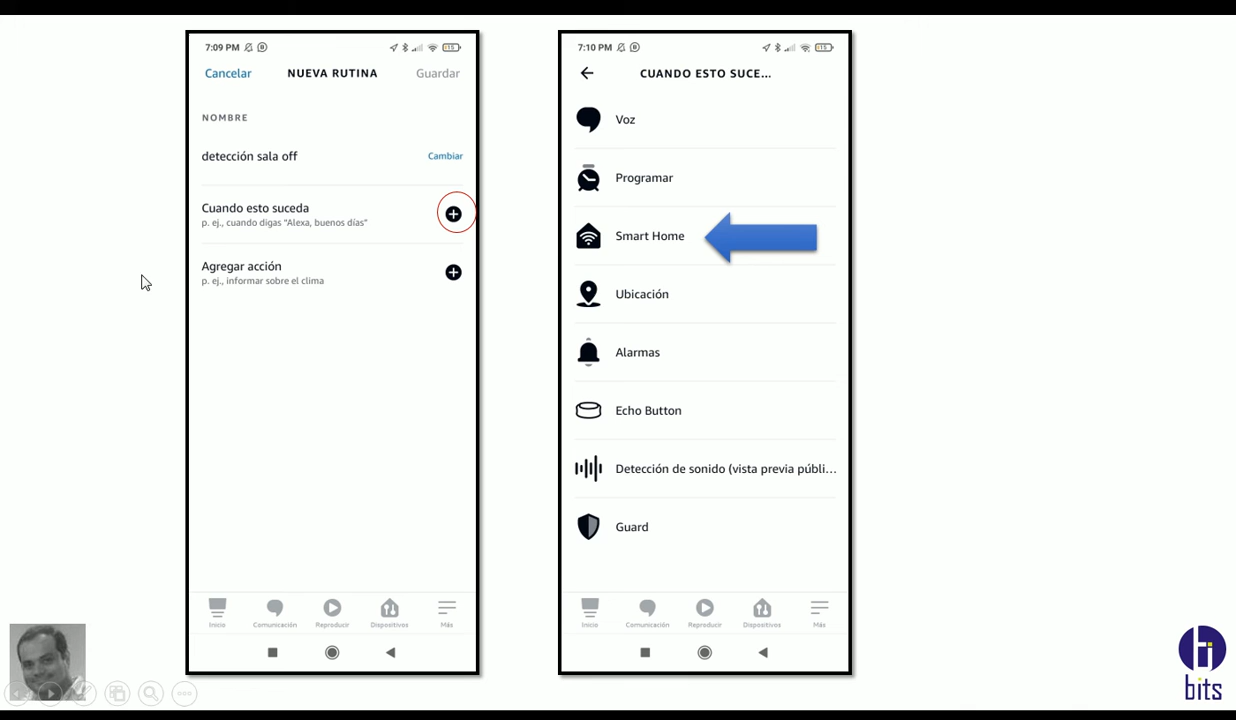 7:09 PM
15
Cancelar NUEVA RUTINA Guardar
NOMBRE
detección sala off Cambiar
Cuando esto suceda
p. ej., cuando digas "Alexa, buenos días"
Agregar acción
p. ej., informar sobre el clima
Inicio Comunicación Reproducir Dispositivos Más
7:10 PM
15
CUANDO ESTO SUCE...
Voz
Programar
Smart Home
Ubicación
Alarmas
Echo Button
Detección de sonido (vista previa públi...
Guard
Inicio Comunicación Reproducir Dispositivos Más
bits